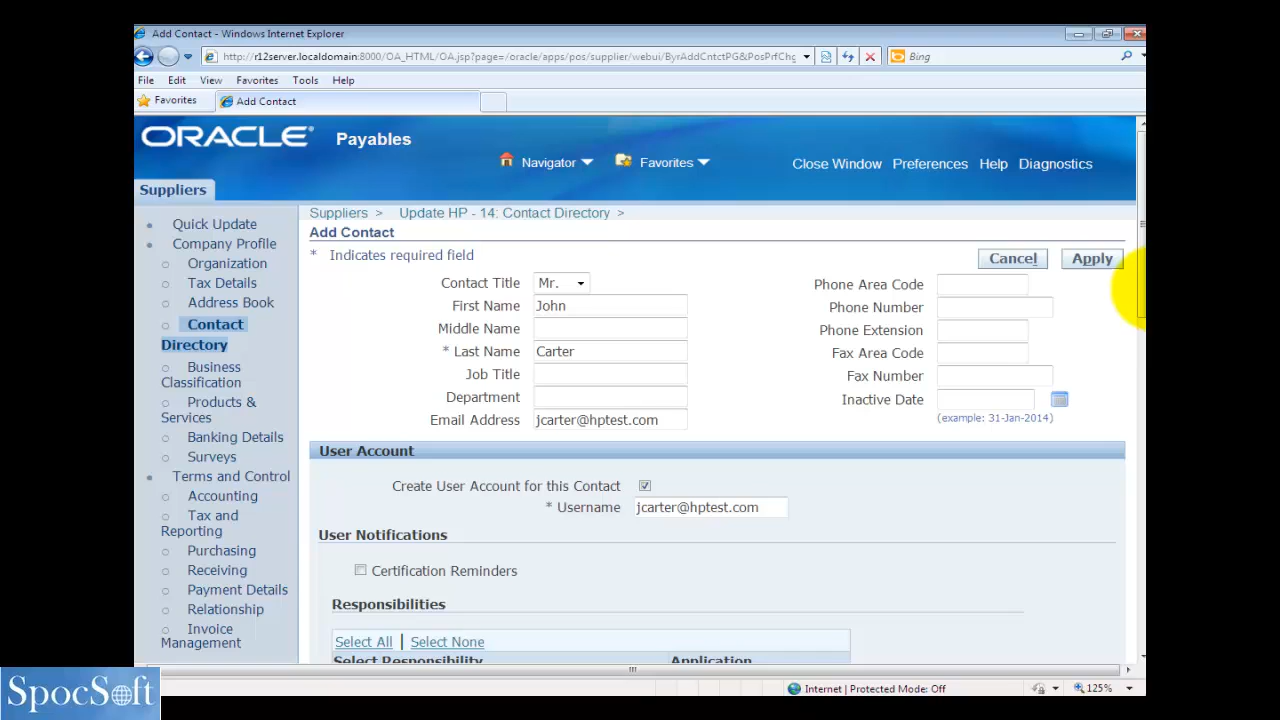 Add Contact - Windows Internet Explorer
http://r12server.localdomain:8000/OA_HTML/OA.jsp?page=/oracle/apps/pos/supplier/webui/ByrAddCntctPG&PosPrfChg
Bing
File Edit View Favorites Tools Help
Favorites
Add Contact
ORACLE Payables
Navigator
Favorites
Close Window Preferences Help Diagnostics
Suppliers
Quick Update
Company Profile
Organization
Tax Details
Address Book
Contact
Directory
Business
Classification
Products &
Services
Banking Details
Surveys
Terms and Control
Accounting
Tax and
Reporting
Purchasing
Receiving
Payment Details
Relationship
Invoice
Management
Suppliers > Update HP - 14: Contact Directory >
Add Contact
* Indicates required field
Cancel Apply
Contact Title Mr.
First Name John
Middle Name
* Last Name Carter
Job Title
Department
Email Address jcarter@hptest.com
Phone Area Code
Phone Number
Phone Extension
Fax Area Code
Fax Number
Inactive Date
(example: 31-Jan-2014)
User Account
Create User Account for this Contact
* Username jcarter@hptest.com
User Notifications
Certification Reminders
Responsibilities
Select All | Select None
Select Responsibility Application
Internet | Protected Mode: Off
125%
SpocSoft